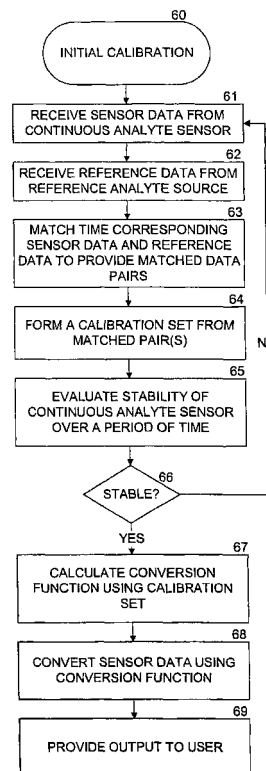 60
INITIAL CALIBRATION
61
RECEIVE SENSOR DATA FROM
CONTINUOUS ANALYTE SENSOR
62
RECEIVE REFERENCE DATA FROM
REFERENCE ANALYTE SOURCE
63
MATCH TIME CORRESPONDING
SENSOR DATA AND REFERENCE
DATA TO PROVIDE MATCHED DATA
PAIRS
64
FORM A CALIBRATION SET FROM
MATCHED PAIR(S)
N
65
EVALUATE STABILITY OF
CONTINUOUS ANALYTE SENSOR
OVER A PERIOD OF TIME
66
STABLE?
YES
67
CALCULATE CONVERSION
FUNCTION USING CALIBRATION
SET
68
CONVERT SENSOR DATA USING
CONVERSION FUNCTION
69
PROVIDE OUTPUT TO USER